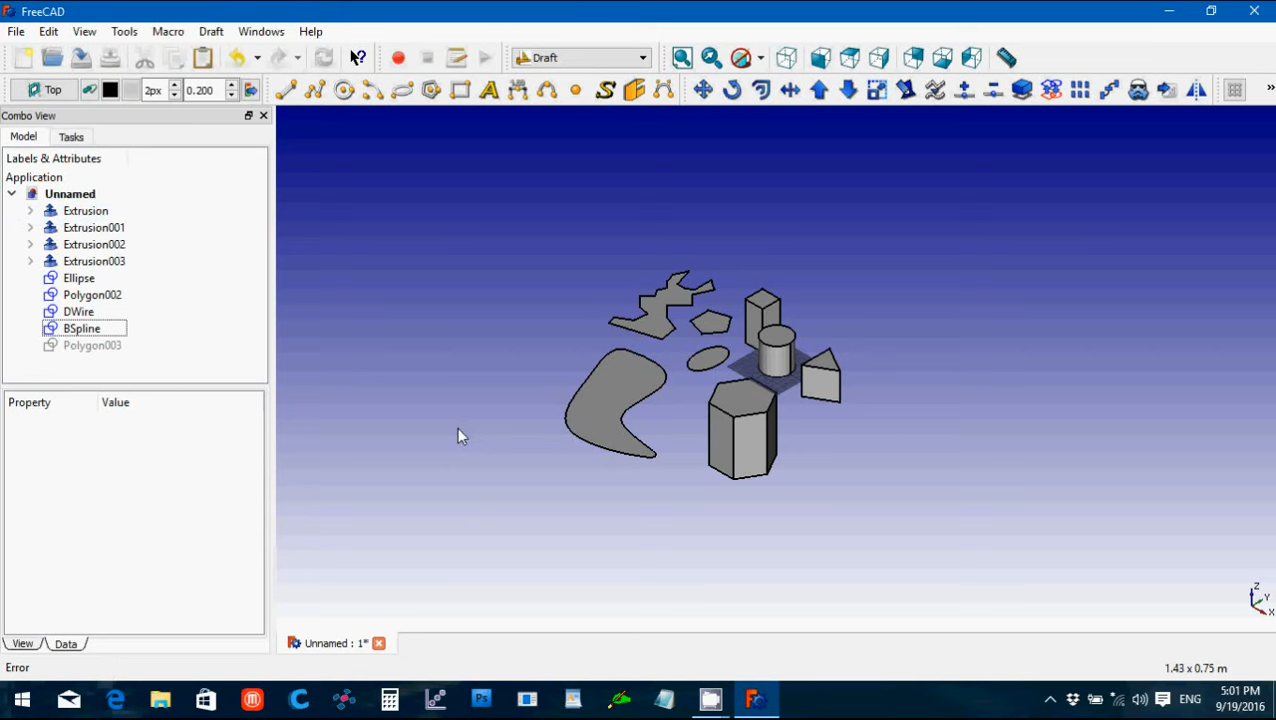 FreeCAD
File Edit View Tools Macro Draft Windows Help
Draft
Top 2px 0.200
Combo View
Model Tasks
Labels & Attributes
Application
Unnamed
Extrusion
Extrusion001
Extrusion002
Extrusion003
Ellipse
Polygon002
DWire
BSpline
Polygon003
Property Value
View Data
Unnamed : 1*
Z
Y
X
Error 1.43 x 0.75 m
ENG 5:01 PM
9/19/2016